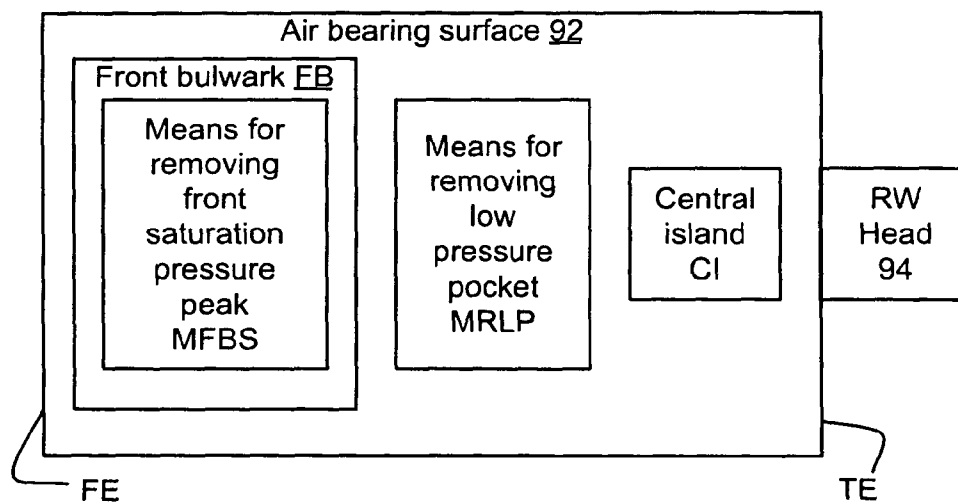 Air bearing surface 92
Front bulwark FB
Means for
removing
front
saturation
pressure
peak
MFBS
Means for
removing
low
pressure
pocket
MRLP
Central
island
CI
RW
Head
94
FE
TE